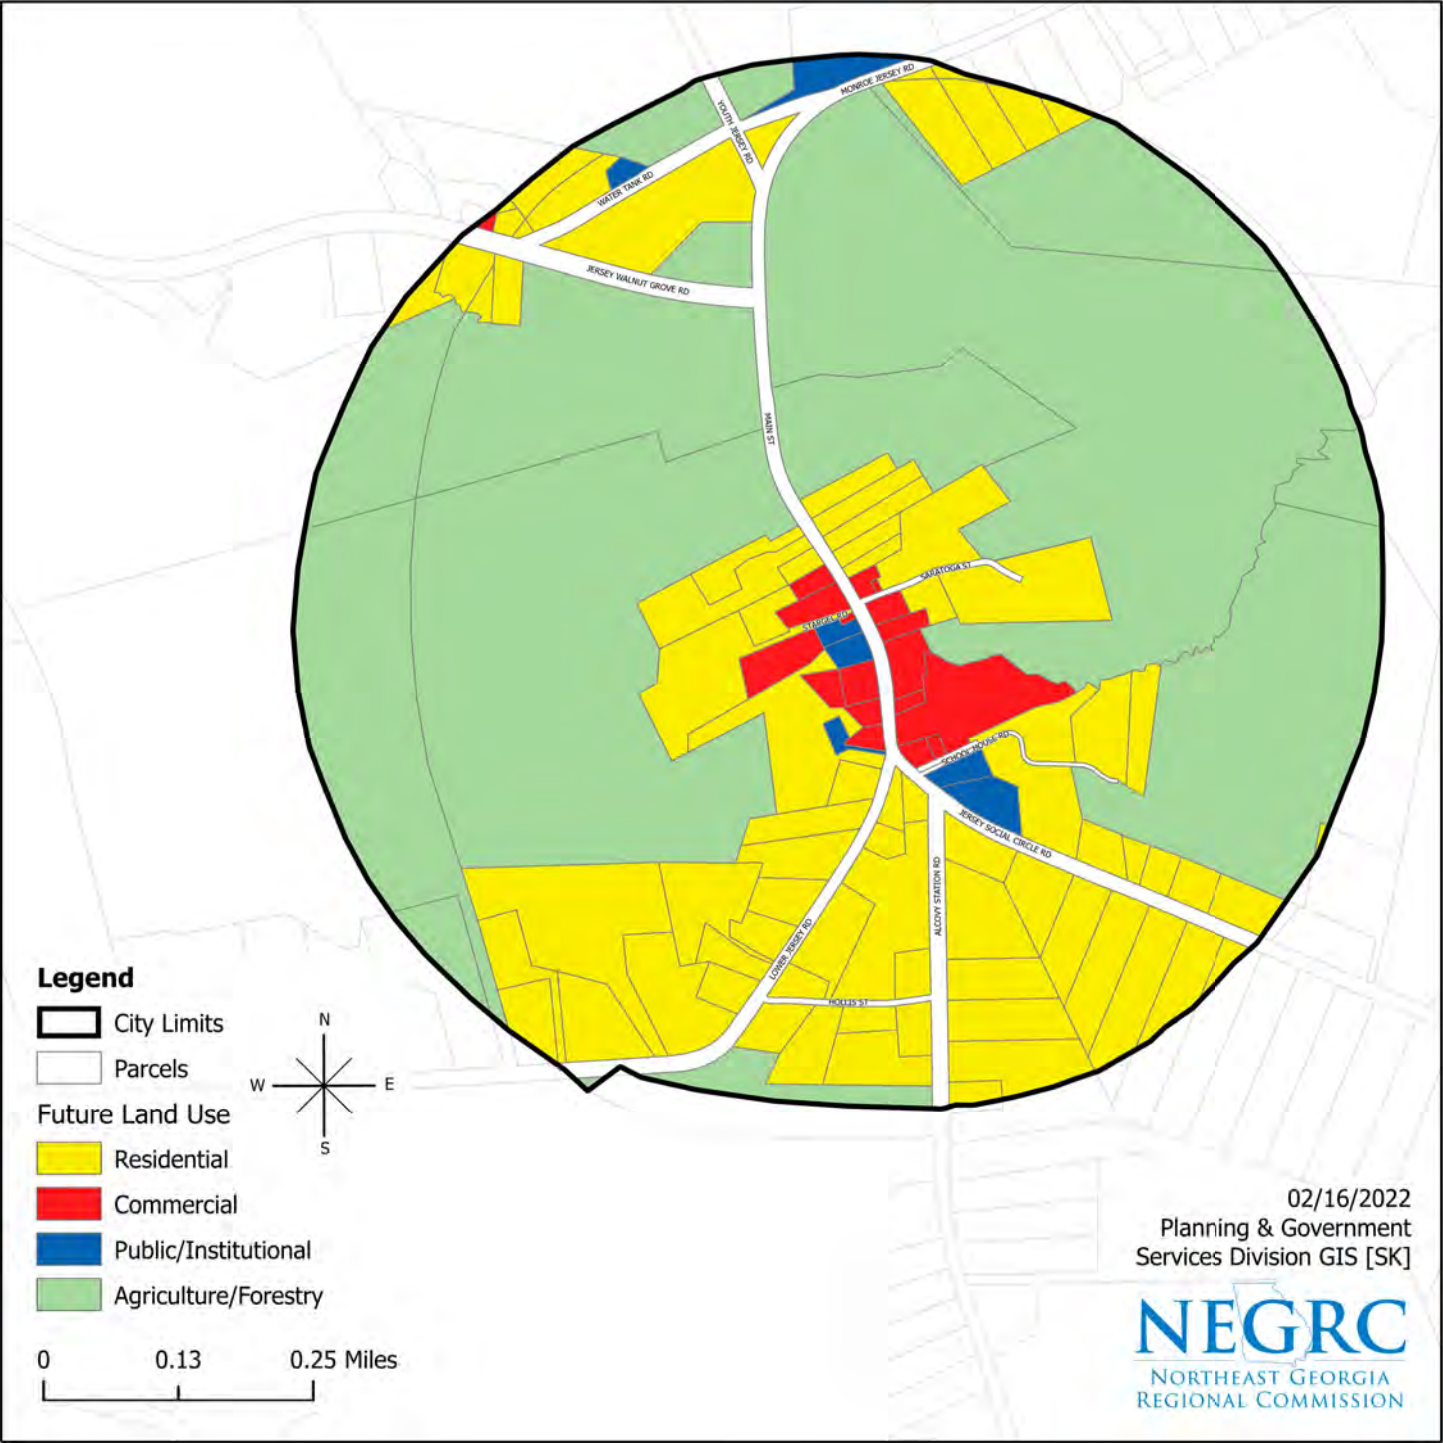 MONROE JERSEY RD
YOUTH JERSEY RD
WATER TANK RD
JERSEY WALNUT GROVE RD
MAIN ST
SARATOGA ST
SCHOOL HOUSE RD
JERSEY SOCIAL CIRCLE RD
ALCOVY STATION RD
LOWER JERSEY RD
HOLLIS ST
Legend
City Limits
Parcels
Future Land Use
Residential
Commercial
Public/Institutional
Agriculture/Forestry
N
W
E
S
0 0.13 0.25 Miles
02/16/2022
Planning & Government
Services Division GIS [SK]
NEGRC
NORTHEAST GEORGIA
REGIONAL COMMISSION